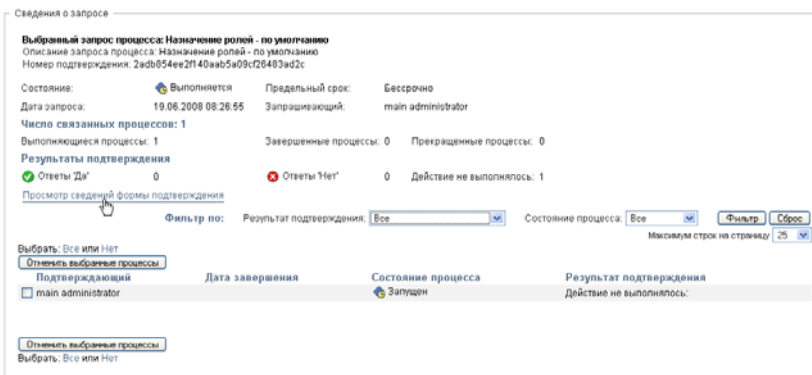 Сведения о запросе
Выбранный запрос процесса: Назначение ролей - по умолчанию
Описание запроса процесса: Назначение ролей - по умолчанию
Номер подтверждения: 2adb854ee2f140aab5a09cf26483ad2c
Состояние: Выполняется Предельный срок: Бессрочно
Дата запроса: 19.06.2008 08:26:55 Запрашивающий: main administrator
Число связанных процессов: 1
Выполняющиеся процессы: 1 Завершенные процессы: 0 Прекращенные процессы: 0
Результаты подтверждения
Ответы 'Да' 0 Ответы 'Нет' 0 Действие не выполнялось: 1
Просмотр сведений формы подтверждения
Фильтр по: Результат подтверждения: Все Состояние процесса: Все Фильтр Сброс
Максимум строк на страницу 25
Выбрать: Все или Нет
Отменить выбранные процессы
Подтверждающий Дата завершения Состояние процесса Результат подтверждения
main administrator Запущен Действие не выполнялось:
Отменить выбранные процессы
Выбрать: Все или Нет